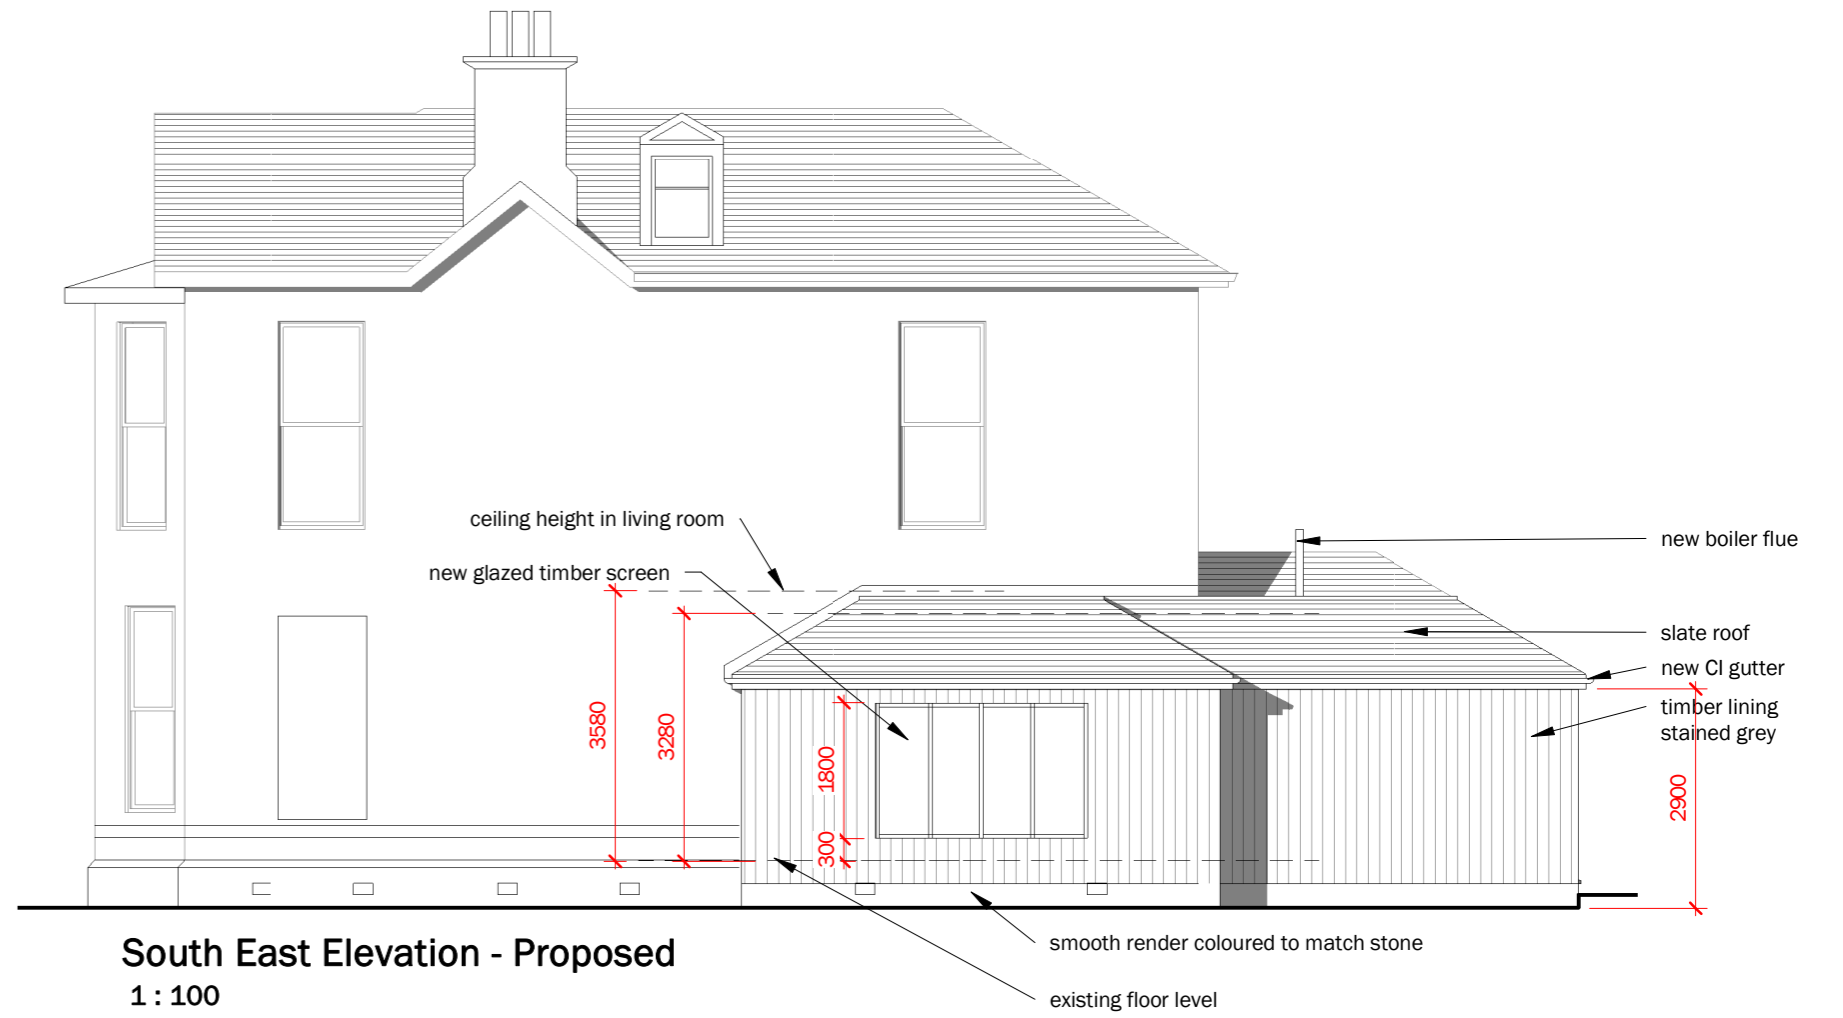 ceiling height in living room
new glazed timber screen
new boiler flue
slate roof
new CI gutter
timber lining
stained grey
3580
3280
1800
300
2900
smooth render coloured to match stone
existing floor level
South East Elevation - Proposed
1 : 100